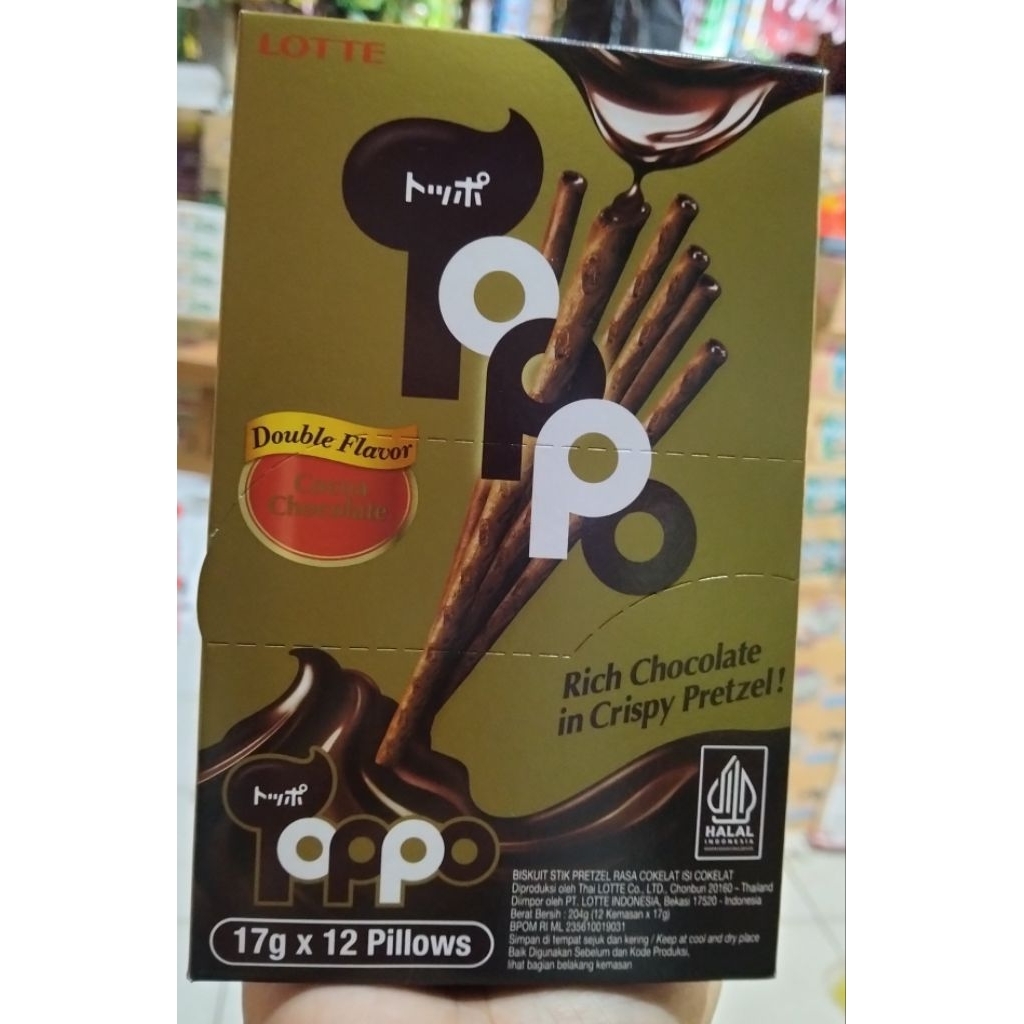 LOTTE
トッポ
Toppo
Double Flavor
Cocoa
Chocolate
Rich Chocolate
in Crispy Pretzel!
トッポ
Toppo
17g x 12 Pillows
HALAL
INDONESIA
BISKUIT STIK PRETZEL RASA COKELAT ISI COKELAT
Diproduksi oleh Thai LOTTE Co., LTD., Chonburi 20160 – Thailand
Diimpor oleh PT. LOTTE INDONESIA, Bekasi 17520 - Indonesia
Berat Bersih : 204g (12 Kemasan x 17g)
BPOM RI ML 235610019031
Simpan di tempat sejuk dan kering / Keep at cool and dry place
Baik Digunakan Sebelum dan Kode Produksi,
lihat bagian belakang kemasan